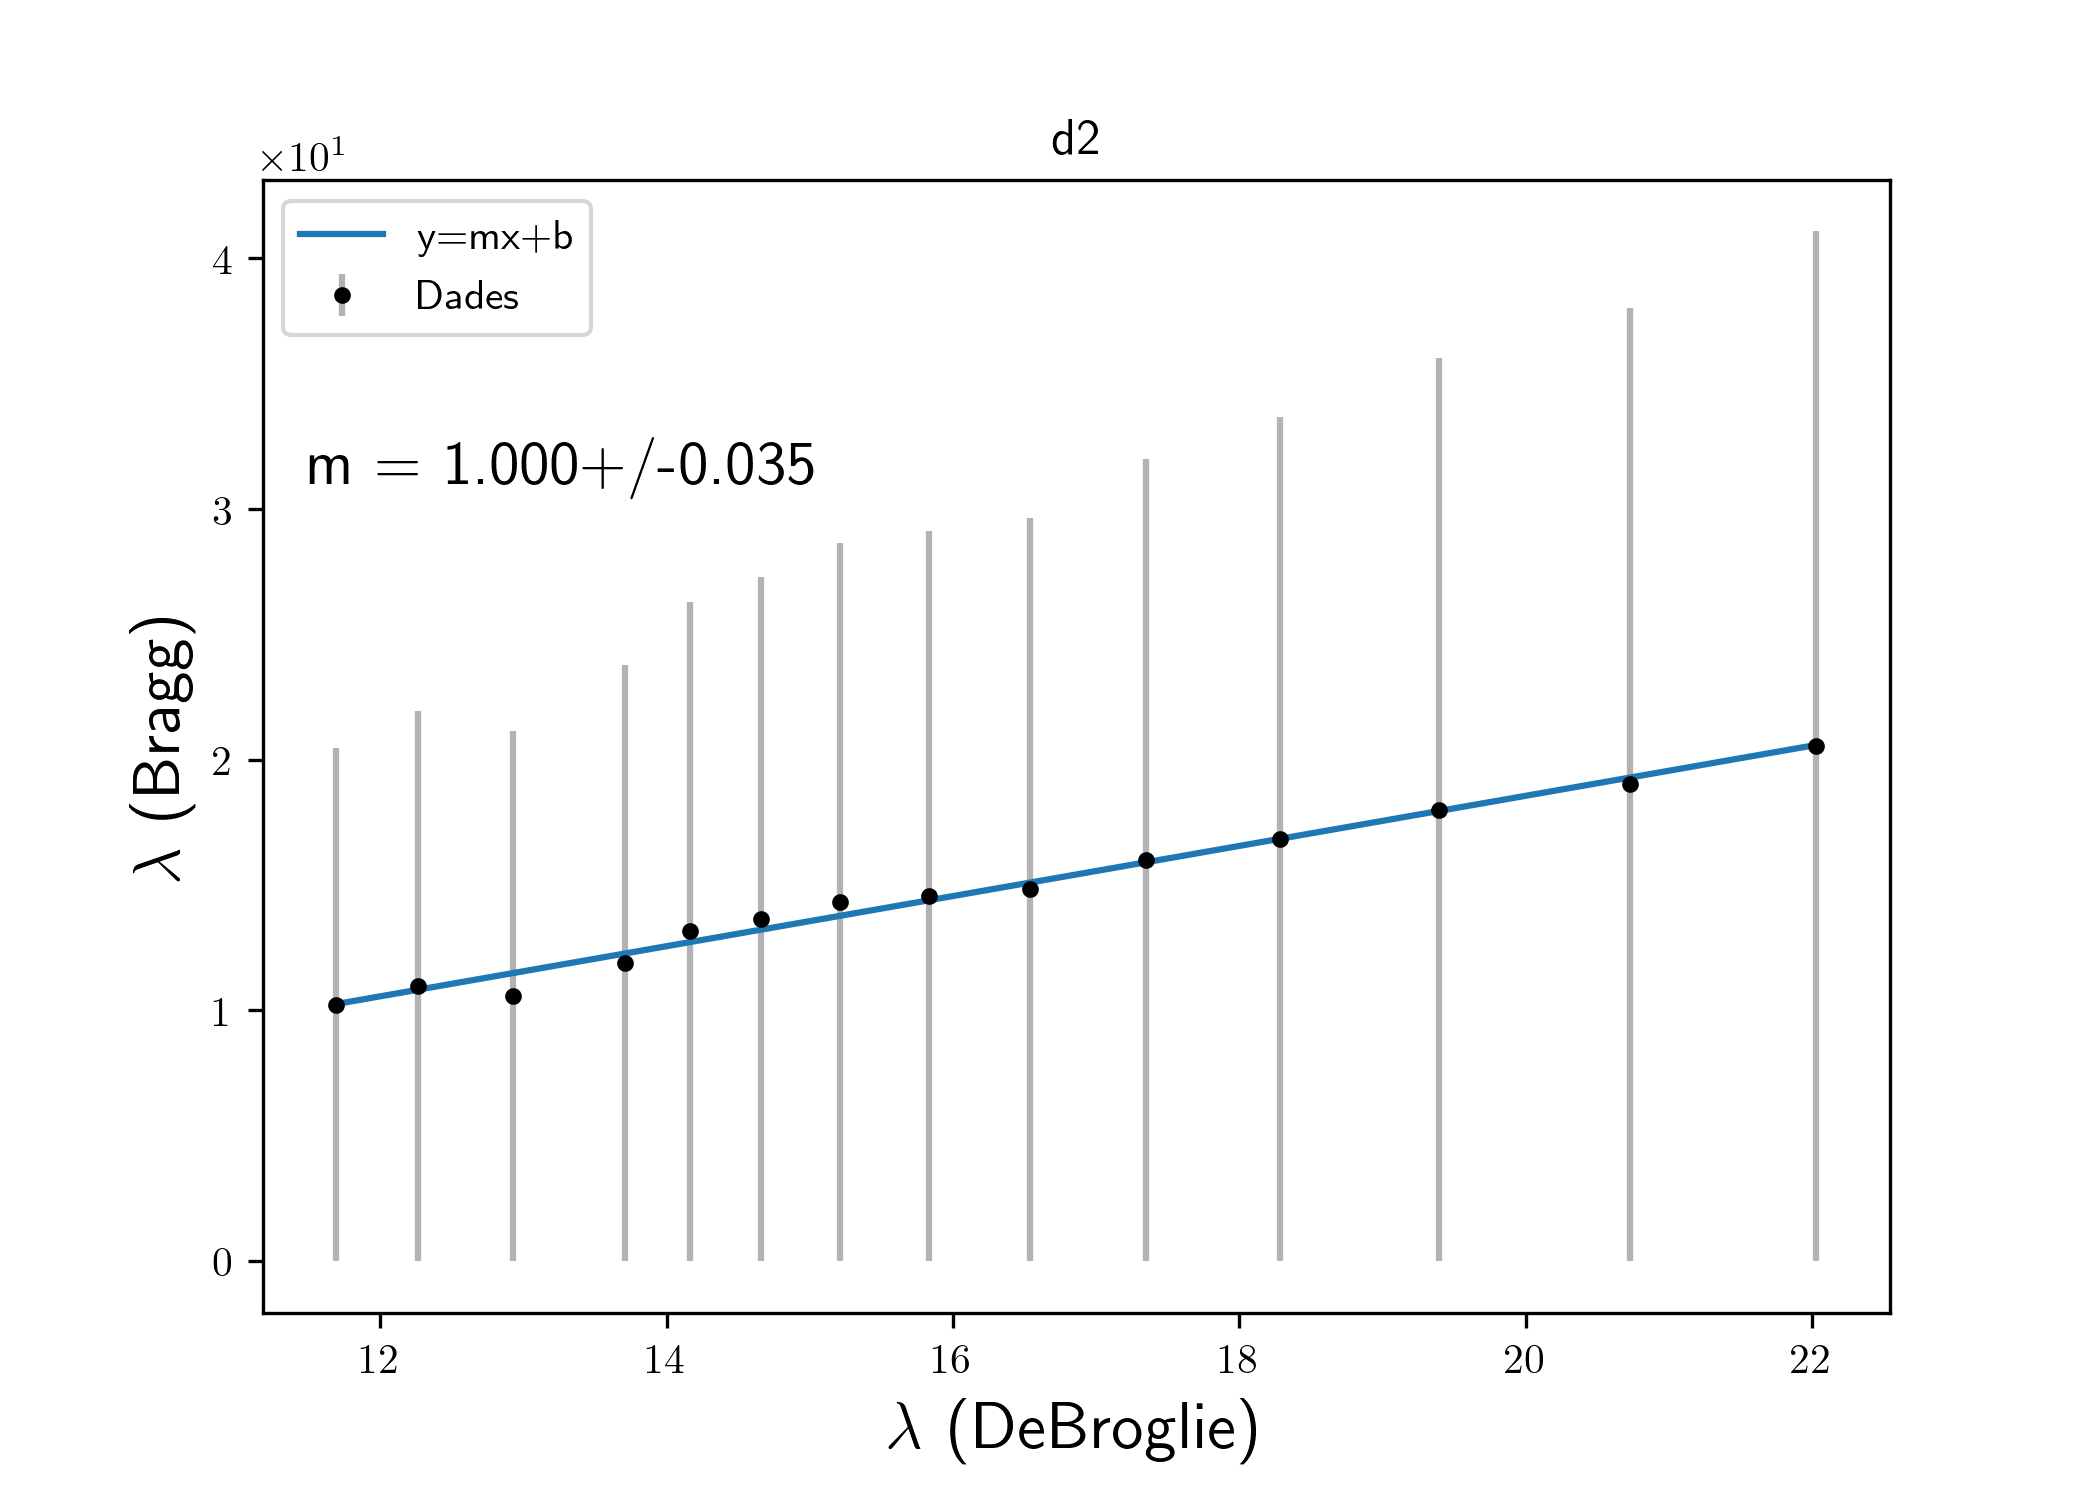 d2
×10¹
y=mx+b
Dades
m = 1.000+/-0.035
4
3
2
1
0
λ (Bragg)
12 14 16 18 20 22
λ (DeBroglie)